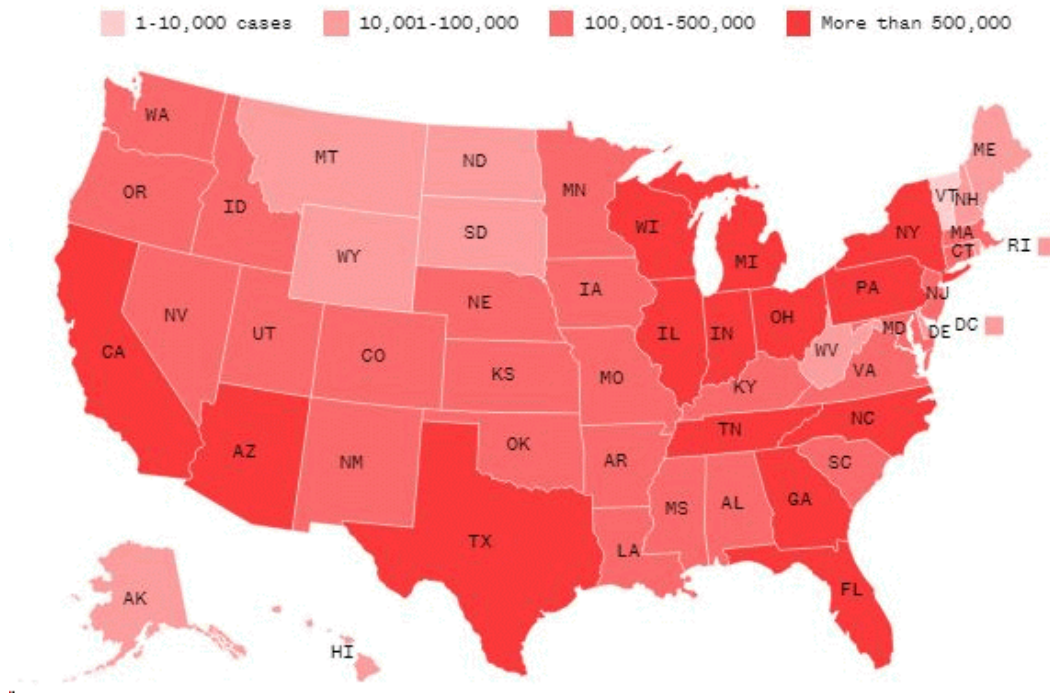 1-10,000 cases 10,001-100,000 100,001-500,000 More than 500,000
WA
MT
ND
ME
OR
ID
MN
VT
NH
SD
WI
NY
MA
WY
MI
CT
RI
IA
PA
NE
NJ
NV
UT
IL
IN
OH
MD
DE
DC
CA
CO
WV
KS
MO
KY
VA
AZ
NM
OK
AR
TN
NC
SC
MS
AL
GA
TX
LA
FL
AK
HI